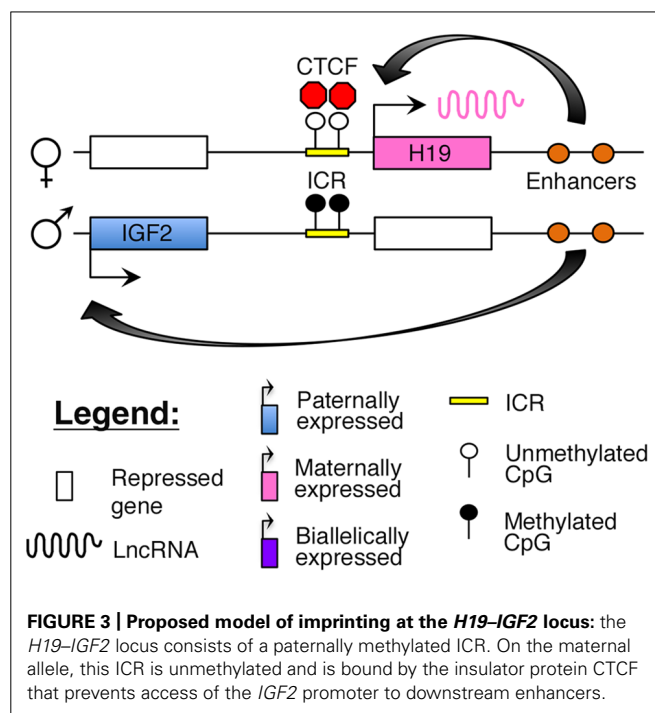 CTCF
H19
ICR
Enhancers
♀
♂
IGF2
Legend:
Repressed
gene
LncRNA
Paternally
expressed
Maternally
expressed
Biallelically
expressed
ICR
Unmethylated
CpG
Methylated
CpG
FIGURE 3 | Proposed model of imprinting at the H19–IGF2 locus: the
H19–IGF2 locus consists of a paternally methylated ICR. On the maternal
allele, this ICR is unmethylated and is bound by the insulator protein CTCF
that prevents access of the IGF2 promoter to downstream enhancers.